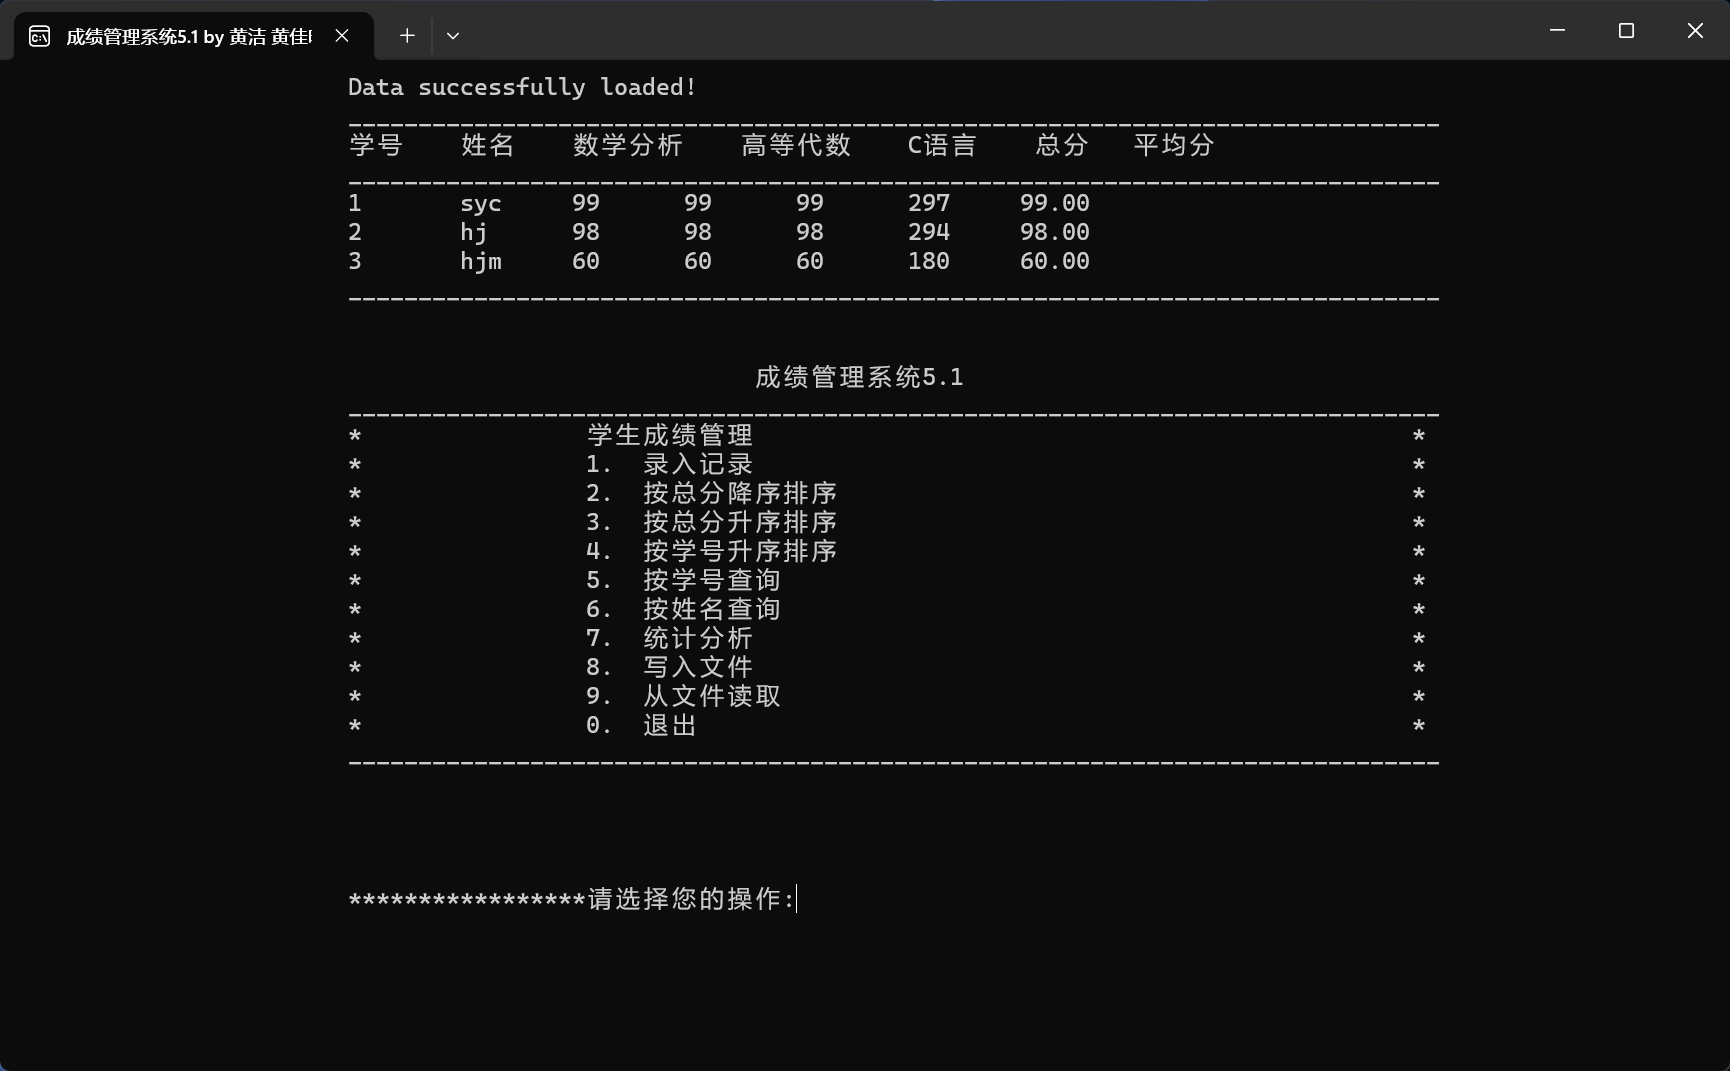 成绩管理系统5.1 by 黄洁 黄佳
Data successfully loaded!
学号 姓名 数学分析 高等代数 C语言 总分 平均分
1 syc 99 99 99 297 99.00
2 hj 98 98 98 294 98.00
3 hjm 60 60 60 180 60.00
成绩管理系统5.1
* 学生成绩管理 *
* 1. 录入记录 *
* 2. 按总分降序排序 *
* 3. 按总分升序排序 *
* 4. 按学号升序排序 *
* 5. 按学号查询 *
* 6. 按姓名查询 *
* 7. 统计分析 *
* 8. 写入文件 *
* 9. 从文件读取 *
* 0. 退出 *
*****************请选择您的操作: